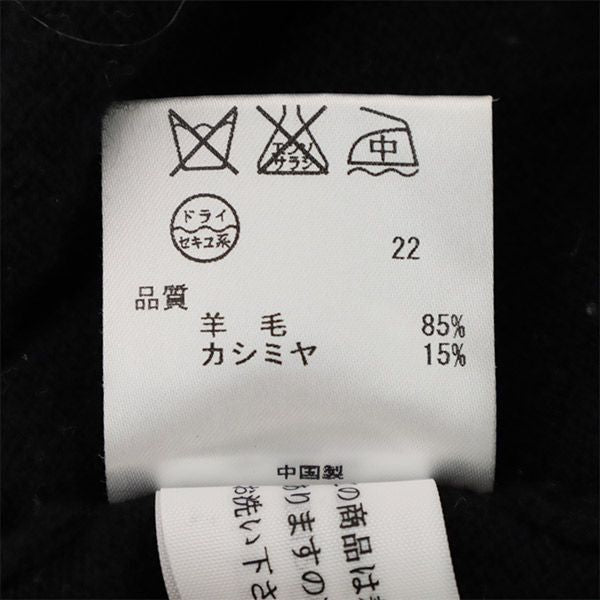 エンソ
サラシ
中
ドライ
セキユ系
22
品質
羊毛 85%
カシミヤ 15%
中国製
の商品は
りますの
洗い下さ